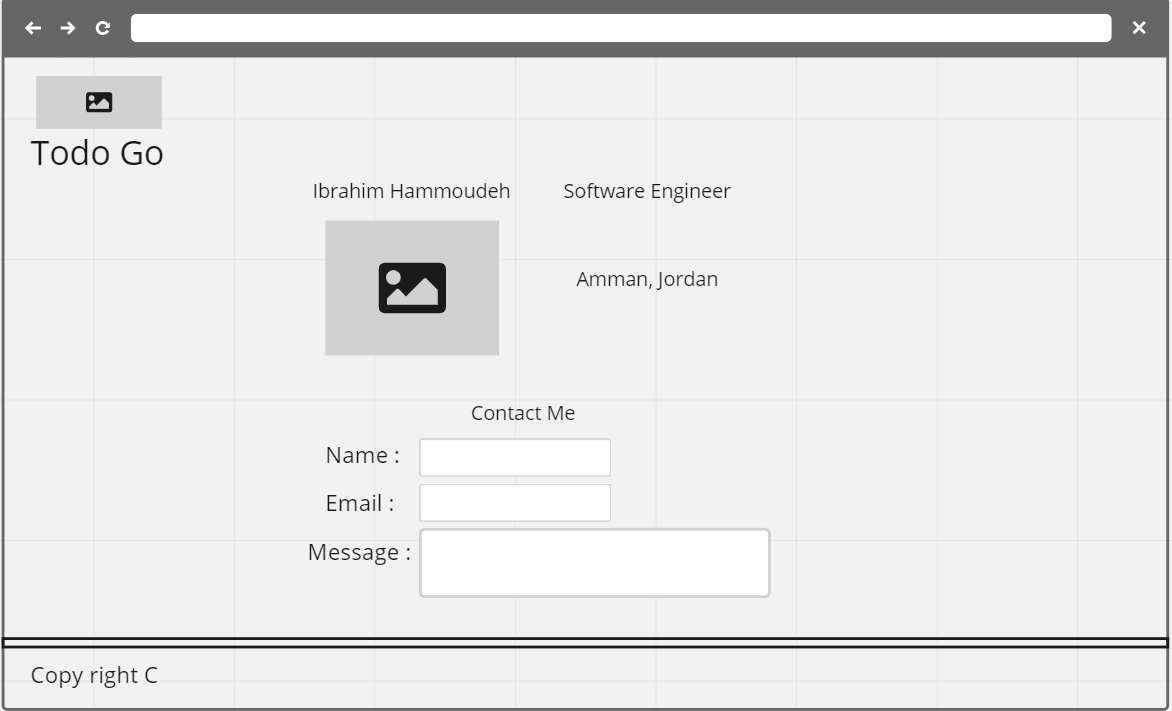 Todo Go
Ibrahim Hammoudeh
Software Engineer
Amman, Jordan
Contact Me
Name :
Email :
Message :
Copy right C